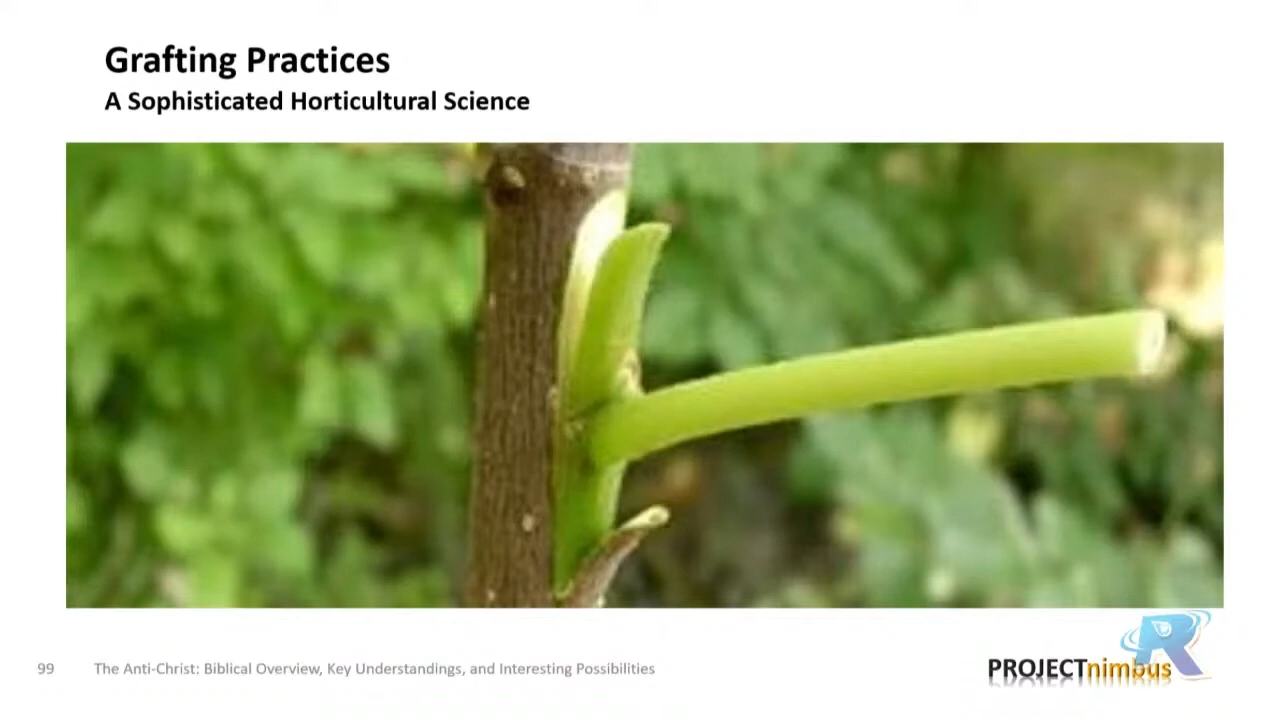 Grafting Practices
A Sophisticated Horticultural Science
99 The Anti-Christ: Biblical Overview, Key Understandings, and Interesting Possibilities
PROJECTnimbus
R